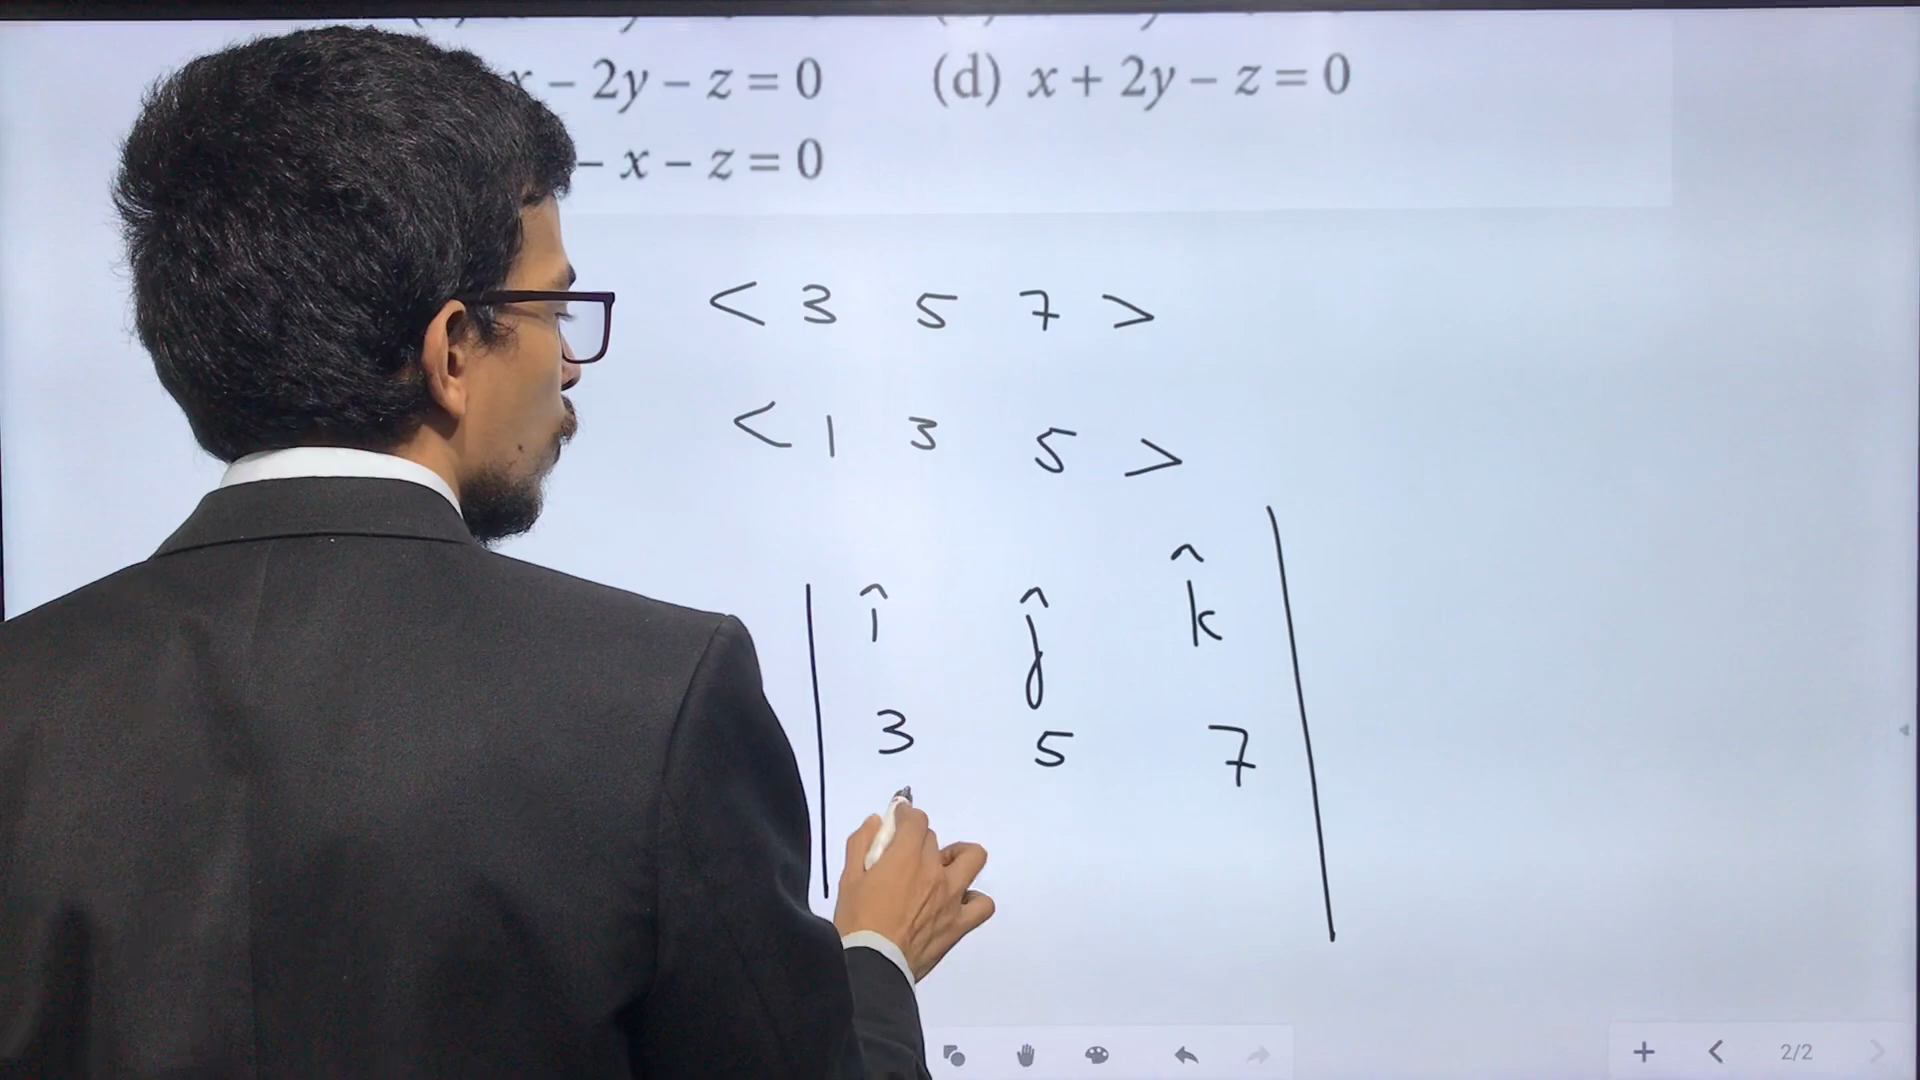 x – 2y – z = 0 (d) x + 2y – z = 0
– x – z = 0
< 3 5 7 >
< 1 3 5 >
î ĵ k̂
3 5 7
2/2